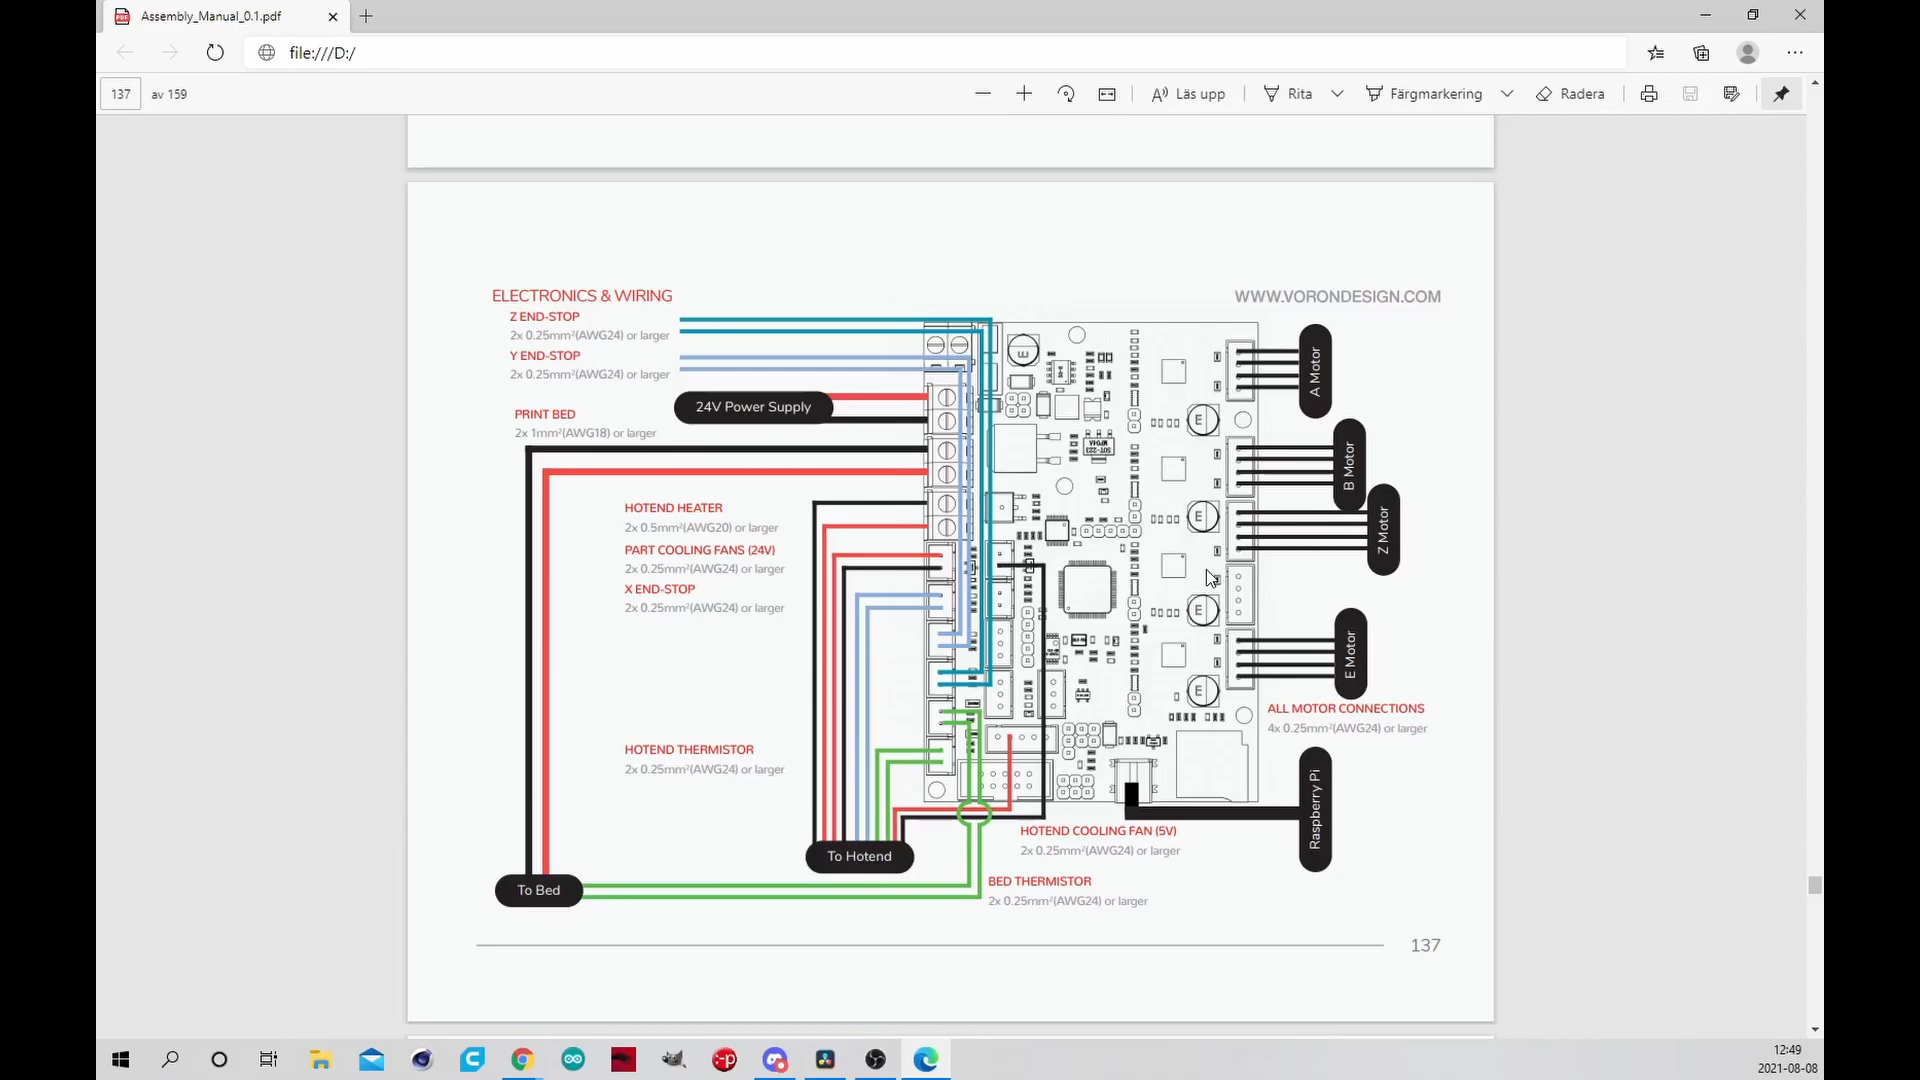 Assembly_Manual_0.1.pdf
file:///D:/
137 av 159
Läs upp
Rita
Färgmarkering
Radera
ELECTRONICS & WIRING
WWW.VORONDESIGN.COM
Z END-STOP
2x 0.25mm²(AWG24) or larger
Y END-STOP
2x 0.25mm²(AWG24) or larger
24V Power Supply
PRINT BED
2x 1mm²(AWG18) or larger
HOTEND HEATER
2x 0.5mm²(AWG20) or larger
PART COOLING FANS (24V)
2x 0.25mm²(AWG24) or larger
X END-STOP
2x 0.25mm²(AWG24) or larger
HOTEND THERMISTOR
2x 0.25mm²(AWG24) or larger
A Motor
B Motor
Z Motor
E Motor
ALL MOTOR CONNECTIONS
4x 0.25mm²(AWG24) or larger
Raspberry Pi
HOTEND COOLING FAN (5V)
2x 0.25mm²(AWG24) or larger
To Hotend
BED THERMISTOR
2x 0.25mm²(AWG24) or larger
To Bed
137
12:49
2021-08-08